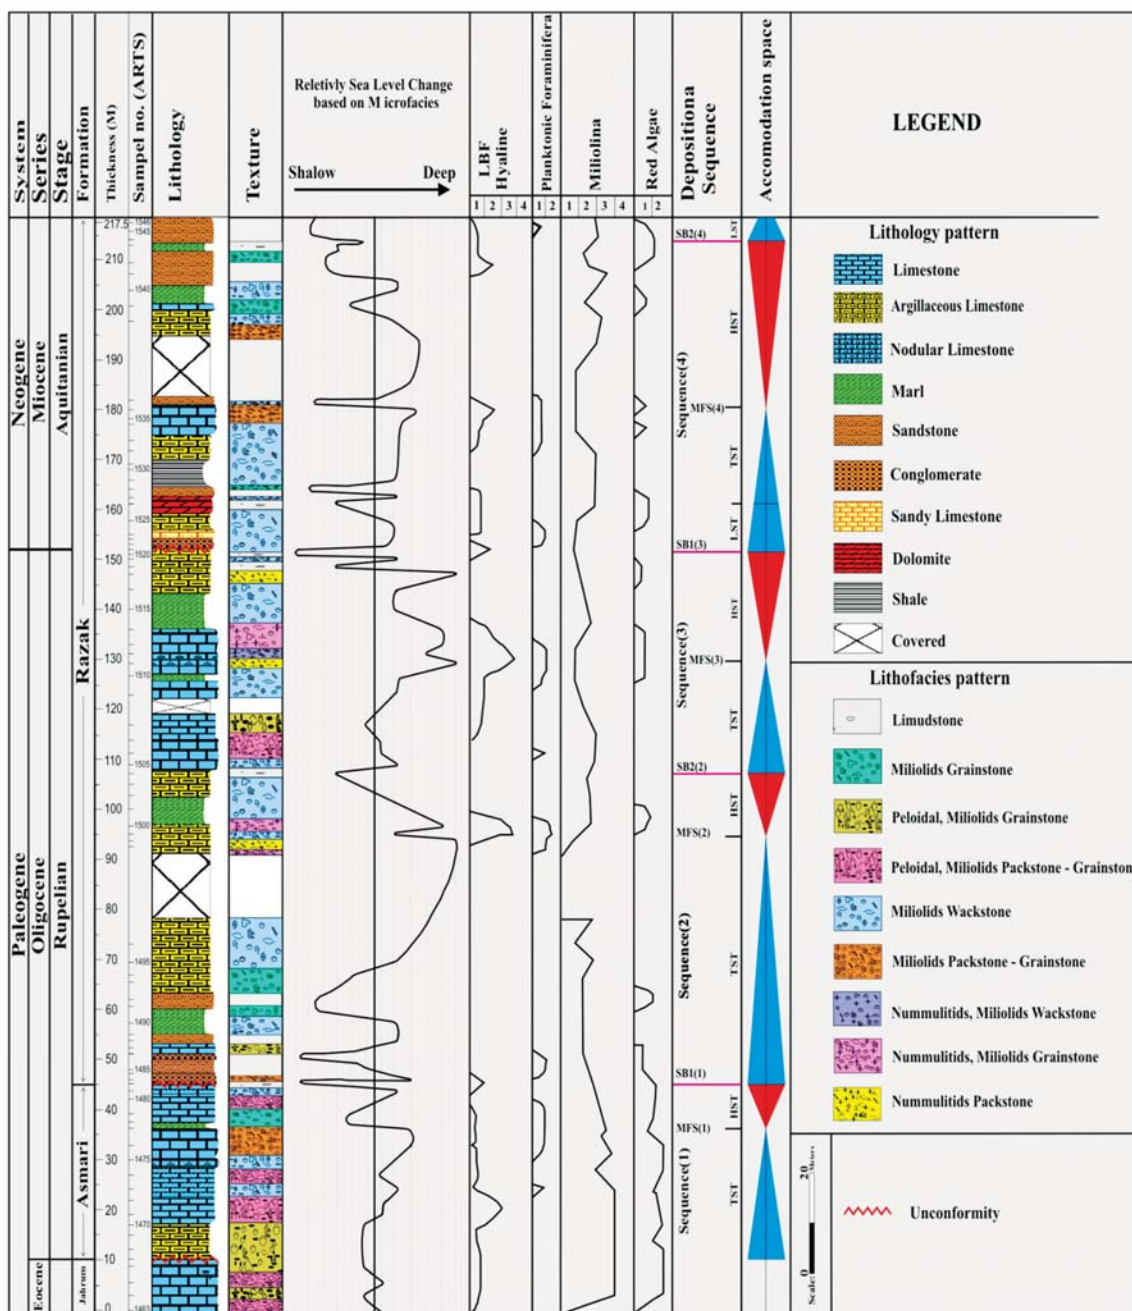 System
Series
Stage
Formation
Thickness (M)
Sampel no. (ARTS)
Lithology
Texture
Reletivly Sea Level Change
based on M icrofacies
Shalow
Deep
LBF
Hyaline
Planktonic Foraminifera
Miliolina
Red Algae
Depositiona
Sequence
Accomodation space
LEGEND
1 2 3 4
1 2
1 2 3 4
1 2
Neogene
Miocene
Aquitanian
Paleogene
Oligocene
Rupelian
Eocene
Razak
Asmari
Jahrum
217.5
210
200
190
180
170
160
150
140
130
120
110
100
90
80
70
60
50
40
30
20
10
0
1546
1545
1540
1535
1530
1525
1520
1515
1510
1505
1500
1495
1490
1485
1480
1475
1470
1463
SB2(4)
MFS(4)
SB1(3)
MFS(3)
SB2(2)
MFS(2)
SB1(1)
MFS(1)
Sequence(4)
Sequence(3)
Sequence(2)
Sequence(1)
LST
HST
TST
LST
HST
TST
HST
TST
HST
TST
Lithology pattern
Limestone
Argillaceous Limestone
Nodular Limestone
Marl
Sandstone
Conglomerate
Sandy Limestone
Dolomite
Shale
Covered
Lithofacies pattern
Limudstone
Miliolids Grainstone
Peloidal, Miliolids Grainstone
Peloidal, Miliolids Packstone - Grainston
Miliolids Wackstone
Miliolids Packstone - Grainstone
Nummulitids, Miliolids Wackstone
Nummulitids, Miliolids Grainstone
Nummulitids Packstone
Scale: 0 20
Meters
Unconformity